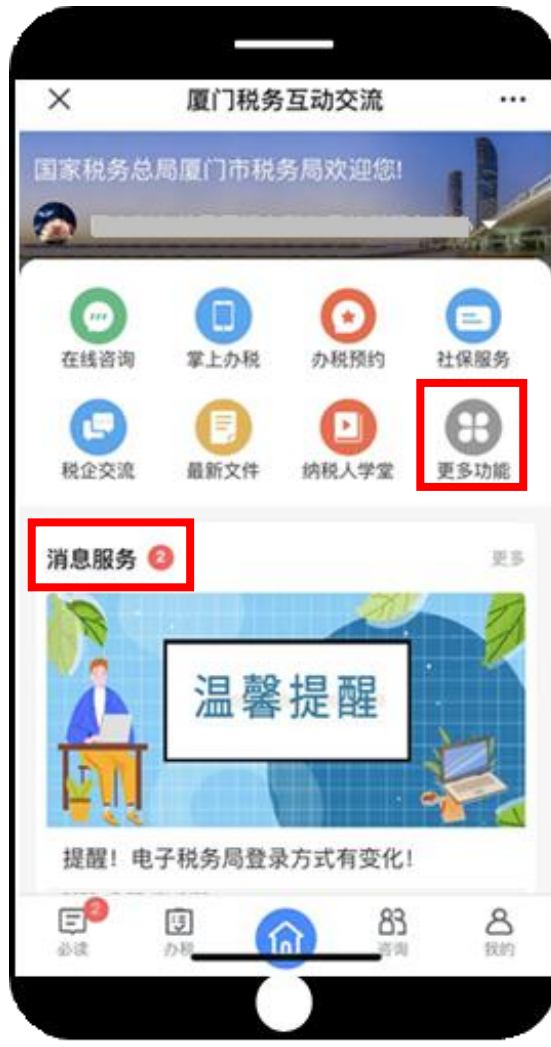 厦门税务互动交流
国家税务总局厦门市税务局欢迎您!
在线咨询 掌上办税 办税预约 社保服务
税企交流 最新文件 纳税人学堂 更多功能
消息服务 2 更多
温馨提醒
提醒!电子税务局登录方式有变化!
2
必读 办税 咨询 我的